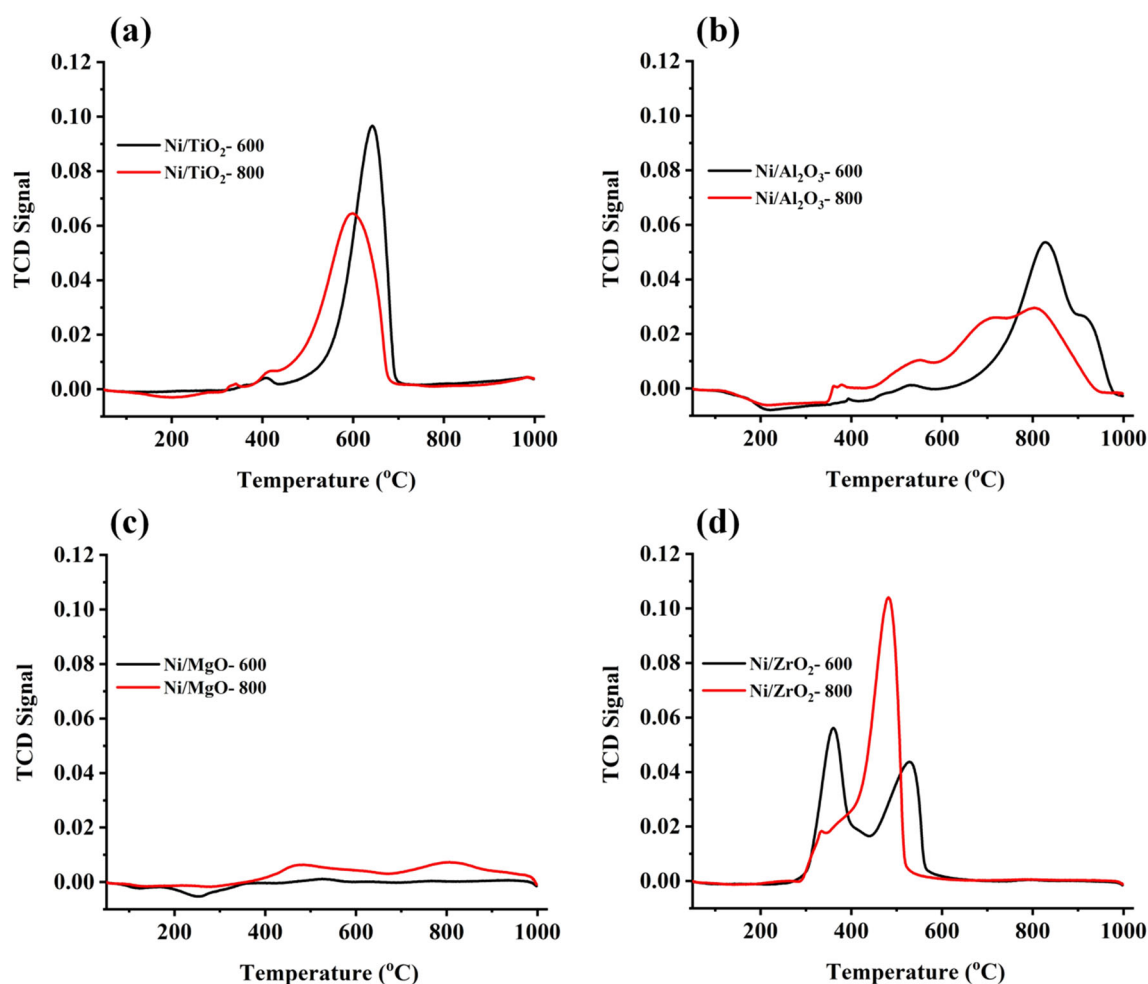 (a)
0.12
0.10
0.08
0.06
0.04
0.02
0.00
TCD Signal
Ni/TiO₂- 600
Ni/TiO₂- 800
200 400 600 800 1000
Temperature (°C)
(b)
0.12
0.10
0.08
0.06
0.04
0.02
0.00
TCD Signal
Ni/Al₂O₃- 600
Ni/Al₂O₃- 800
200 400 600 800 1000
Temperature (°C)
(c)
0.12
0.10
0.08
0.06
0.04
0.02
0.00
TCD Signal
Ni/MgO- 600
Ni/MgO- 800
200 400 600 800 1000
Temperature (°C)
(d)
0.12
0.10
0.08
0.06
0.04
0.02
0.00
TCD Signal
Ni/ZrO₂- 600
Ni/ZrO₂- 800
200 400 600 800 1000
Temperature (°C)